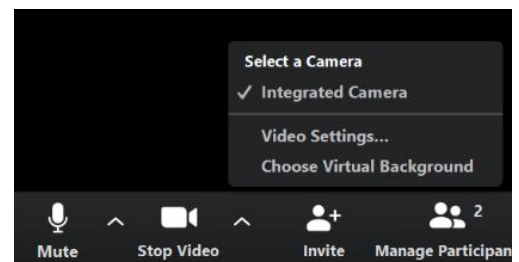 Select a Camera
✓ Integrated Camera
Video Settings...
Choose Virtual Background
2
Mute Stop Video Invite Manage Participan